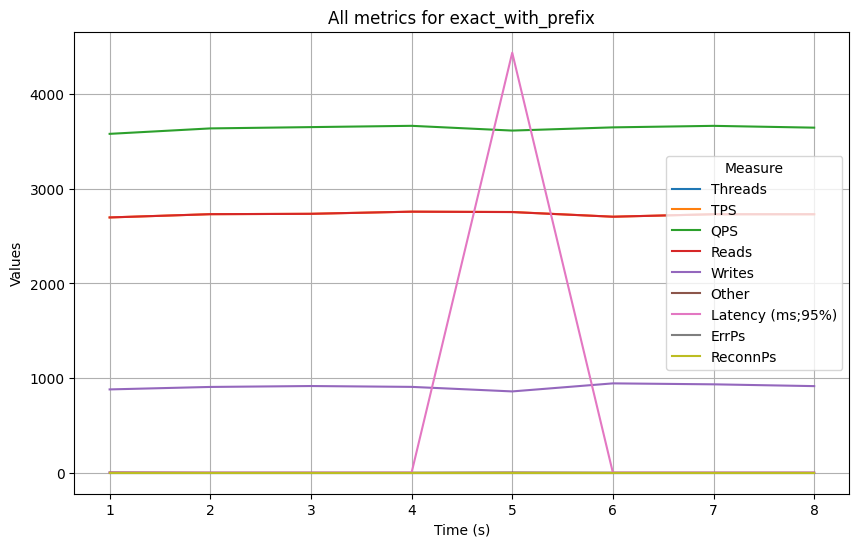 All metrics for exact_with_prefix
Values
4000
3000
2000
1000
0
Measure
Threads
TPS
QPS
Reads
Writes
Other
Latency (ms;95%)
ErrPs
ReconnPs
1 2 3 4 5 6 7 8
Time (s)